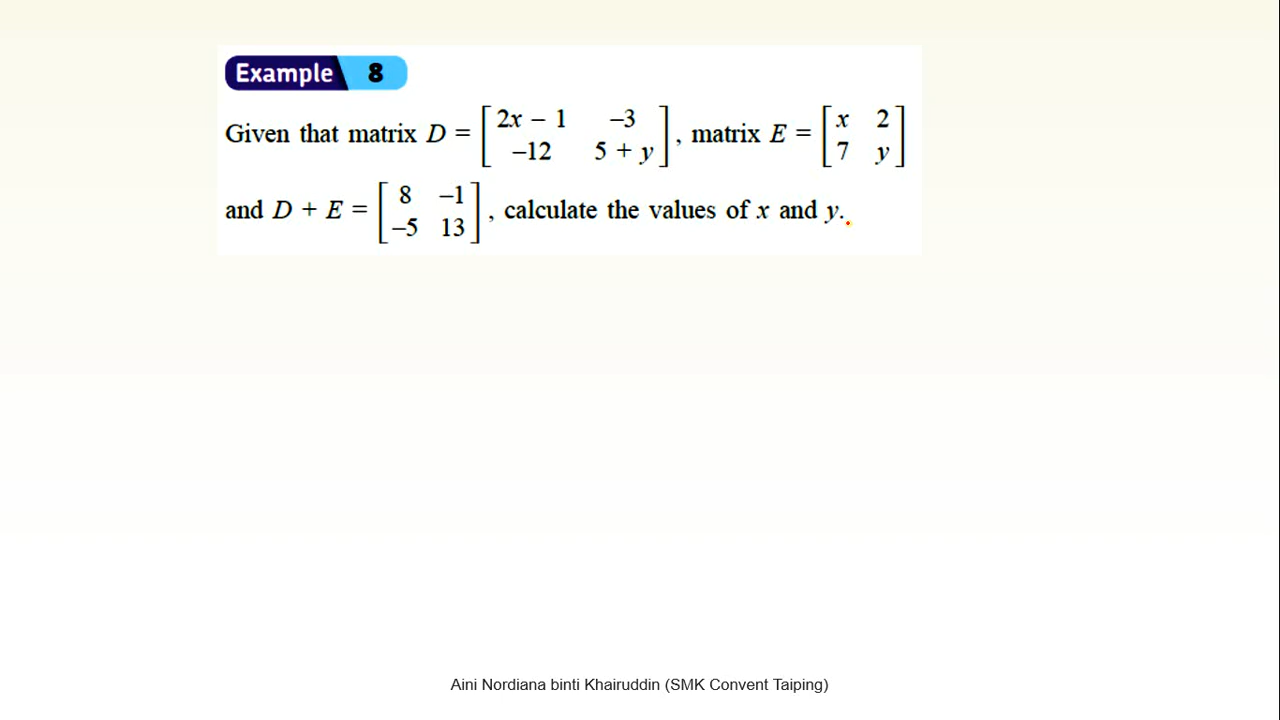 Example 8
Given that matrix D = [2x – 1 –3 –12 5 + y], matrix E = [x 2 7 y]
and D + E = [8 –1 –5 13], calculate the values of x and y.
Aini Nordiana binti Khairuddin (SMK Convent Taiping)